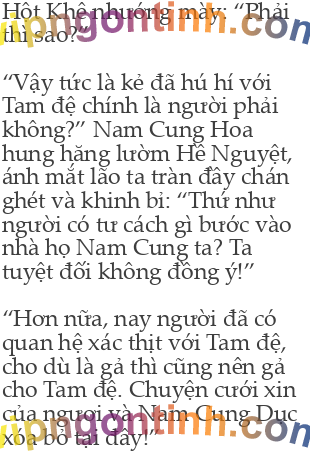 Hột Khê nhướng mày: “Phải
thì sao?”
“Vậy tức là kẻ đã hú hí với
Tam đệ chính là người phải
không?” Nam Cung Hoa
hung hăng lườm Hề Nguyệt,
ánh mắt lão ta tràn đầy chán
ghét và khinh bỉ: “Thứ như
người có tư cách gì bước vào
nhà họ Nam Cung ta? Ta
tuyệt đối không đồng ý!”
“Hơn nữa, nay người đã có
quan hệ xác thịt với Tam đệ,
cho dù là gả thì cũng nên gả
cho Tam đệ. Chuyện cưới xin
của ngươi và Nam Cung Dục
xóa bỏ tại đây!”
vipngontinh.com
vipngontinh.com